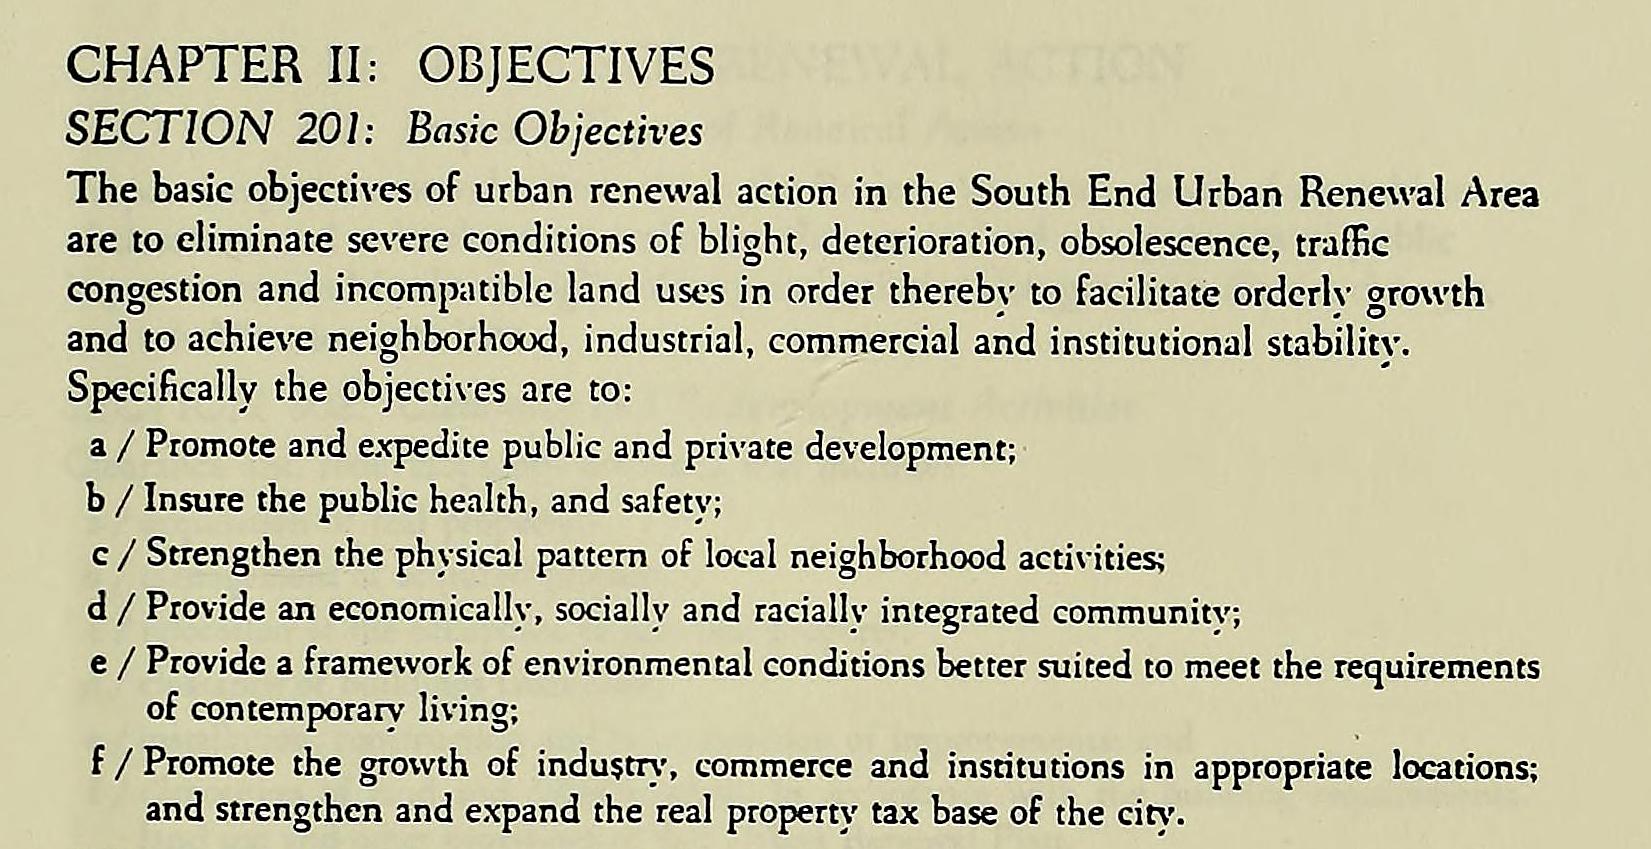 CHAPTER II: OBJECTIVES
SECTION 201: Basic Objectives
The basic objectives of urban renewal action in the South End Urban Renewal Area
are to eliminate severe conditions of blight, deterioration, obsolescence, traffic
congestion and incompatible land uses in order thereby to facilitate orderly growth
and to achieve neighborhood, industrial, commercial and institutional stability.
Specifically the objectives are to:
a / Promote and expedite public and private development;
b / Insure the public health, and safety;
c / Strengthen the physical pattern of local neighborhood activities;
d / Provide an economically, socially and racially integrated community;
e / Provide a framework of environmental conditions better suited to meet the requirements
of contemporary living;
f / Promote the growth of industry, commerce and institutions in appropriate locations;
and strengthen and expand the real property tax base of the city.